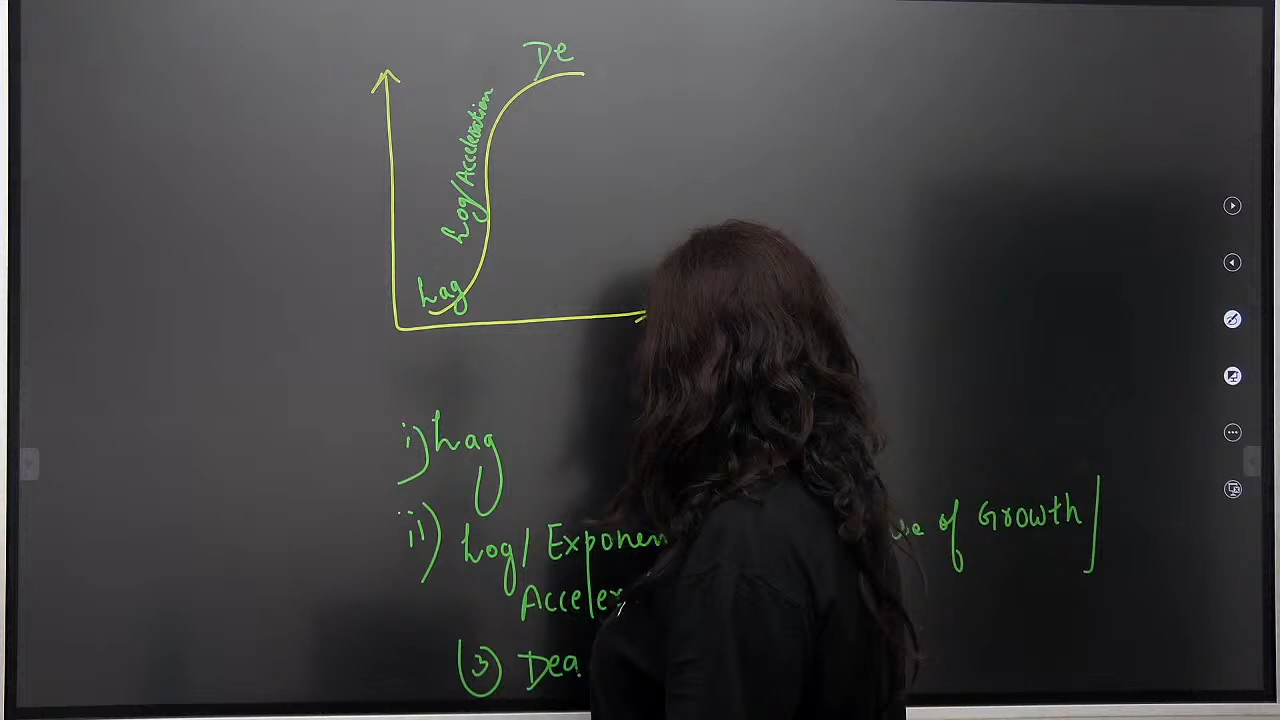 De
Log/Acceleration
Lag
i) Lag
ii) Log/ Exponen of Growth]
Acceler
(3) Dea